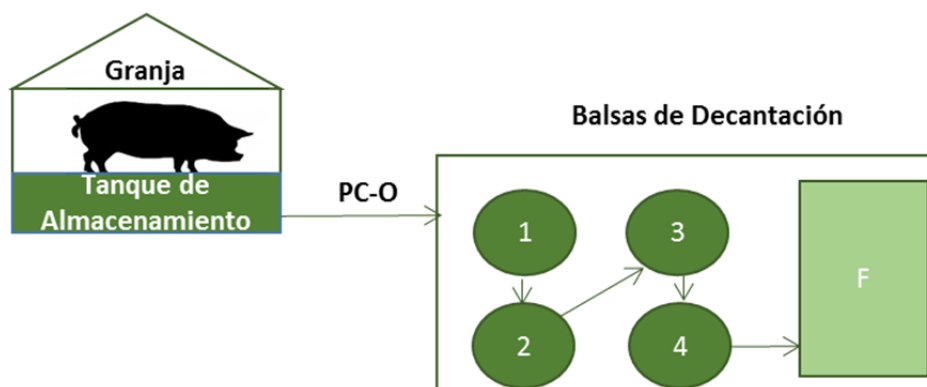 Granja
Tanque de
Almacenamiento
PC-O
Balsas de Decantación
1
3
2
4
F